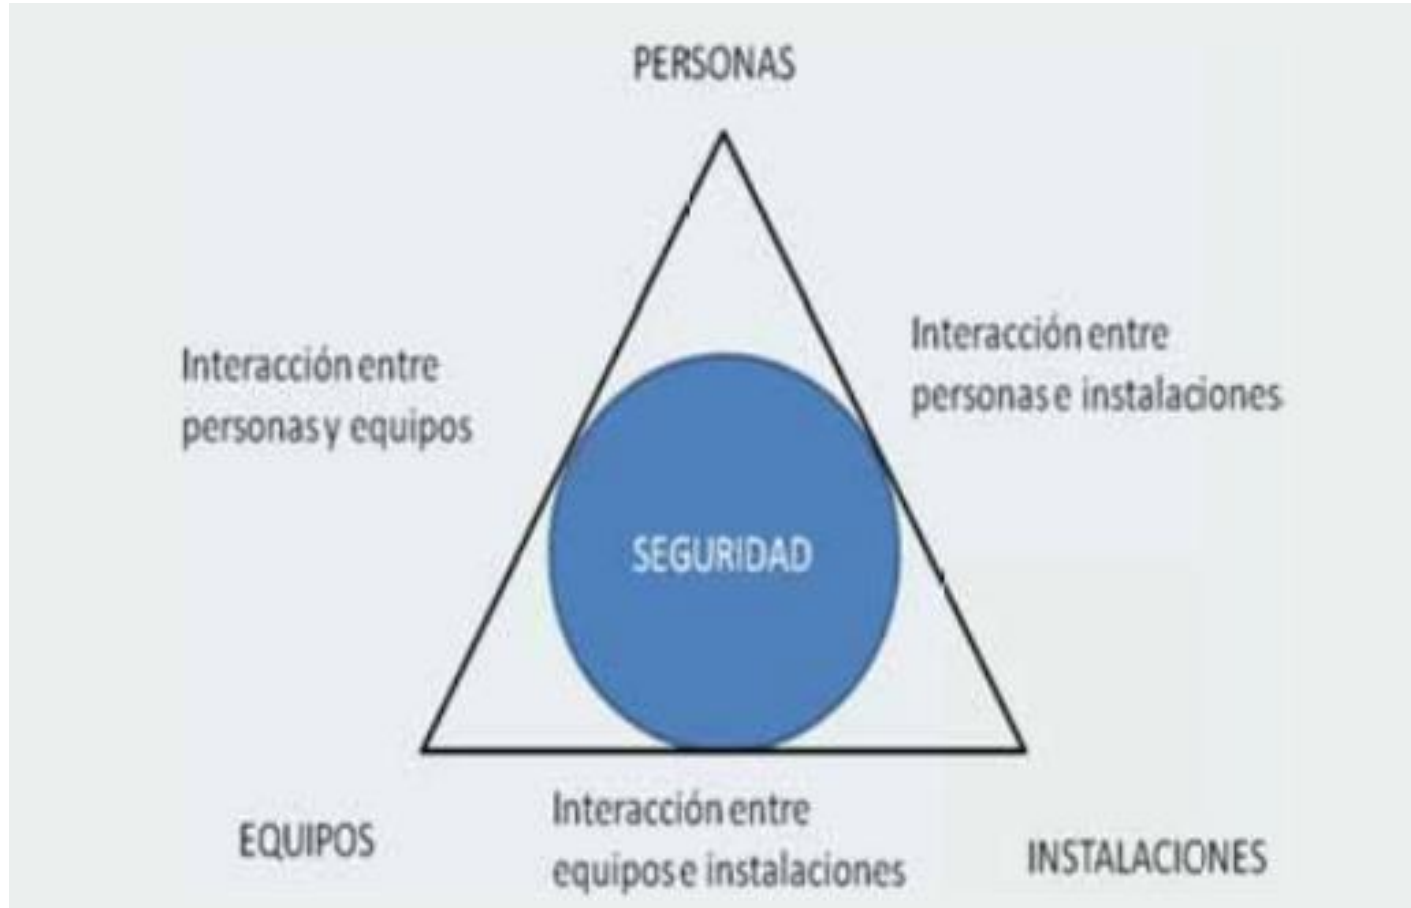 PERSONAS
Interacción entre
personas e instalaciones
Interacción entre
personas y equipos
SEGURIDAD
Interacción entre
equipos e instalaciones
EQUIPOS
INSTALACIONES